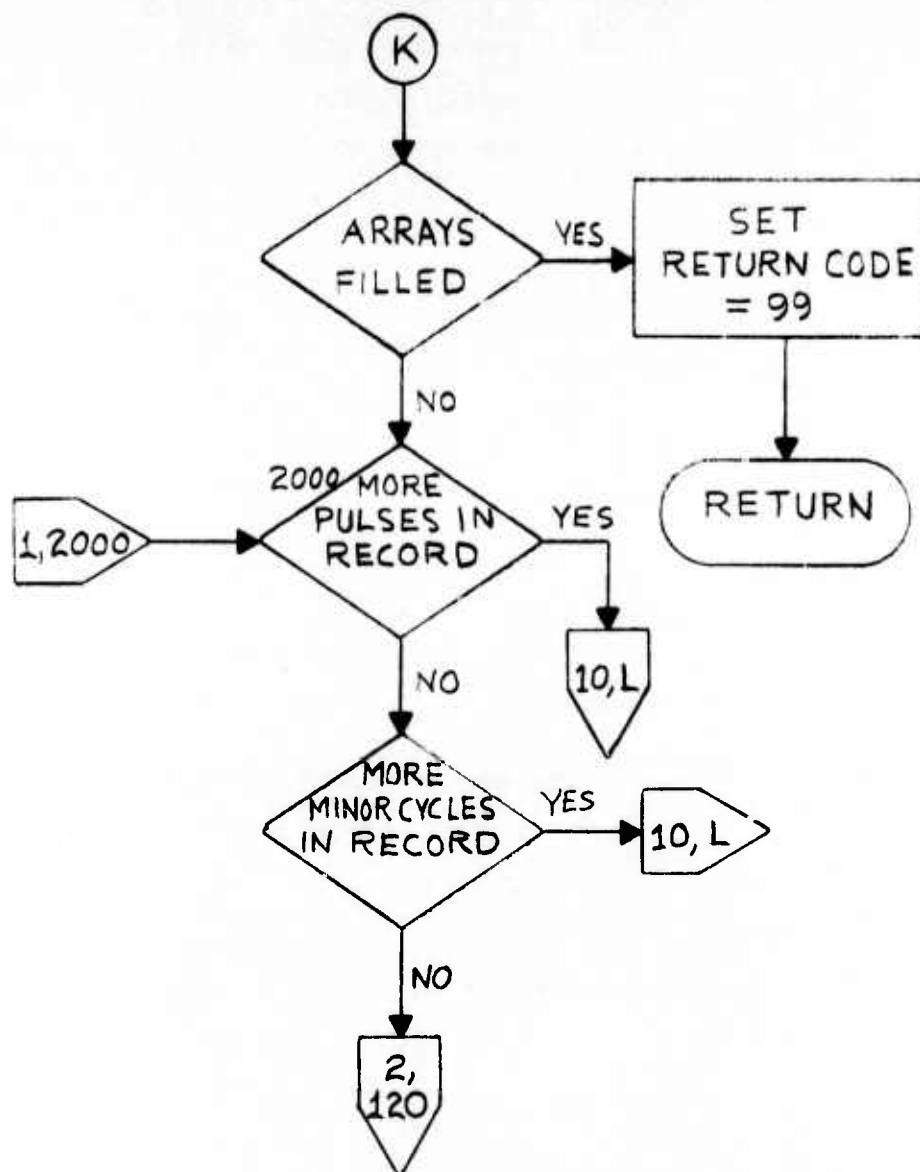 K
ARRAYS
FILLED
YES
SET
RETURN CODE
= 99
NO
RETURN
2000
MORE
PULSES IN
RECORD
YES
1,2000
10, L
NO
MORE
MINOR CYCLES
IN RECORD
YES
10, L
NO
2,
120